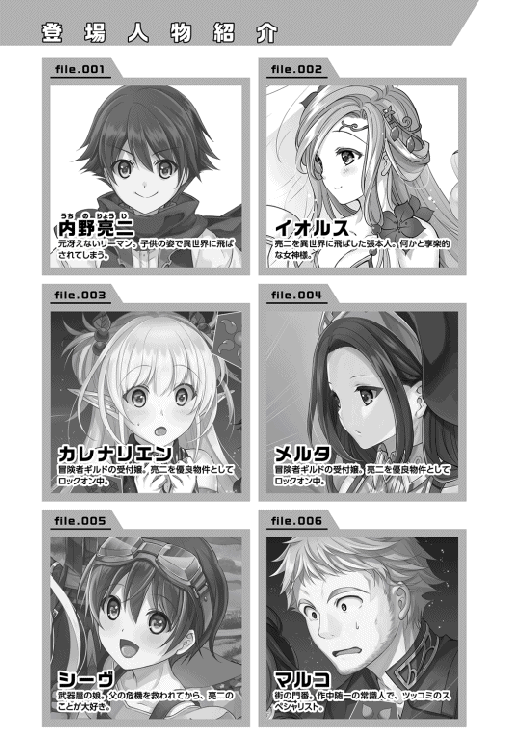 登場人物紹介
file.001
うちの りょうじ
内野亮二
元冴えないリーマン。子供の姿で異世界に飛ば
されてしまう。
file.002
イオルス
亮二を異世界に飛ばした張本人。何かと享楽的
な女神様。
file.003
カレナリエン
冒険者ギルドの受付嬢。亮二を優良物件として
ロックオン中。
file.004
メルタ
冒険者ギルドの受付嬢。亮二を優良物件として
ロックオン中。
file.005
シーヴ
武器屋の娘。父の危機を救われてから、亮二の
ことが大好き。
file.006
マルコ
街の門番。作中随一の常識人で、ツッコミのス
ペシャリスト。